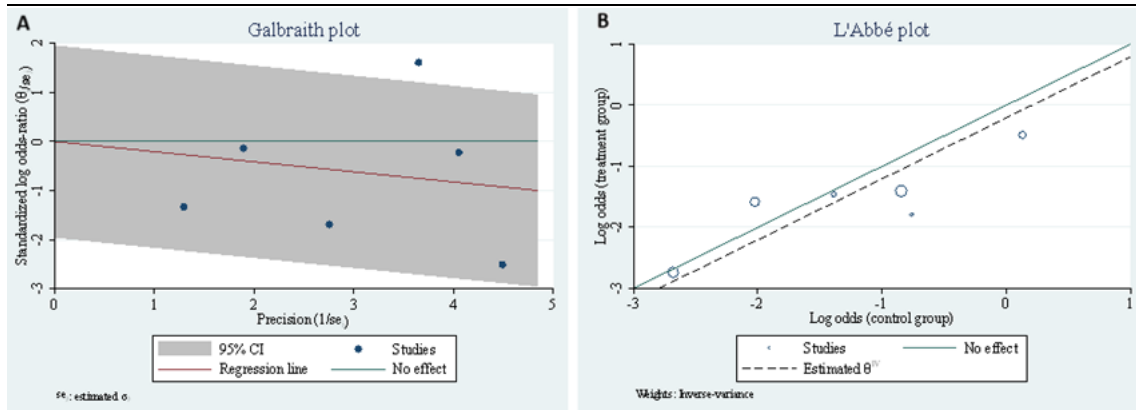 A
Galbraith plot
Standardized log odds-ratio (θj/sej)
2
1
0
-1
-2
-3
0 1 2 3 4 5
Precision (1/sej)
95% CI Studies
Regression line No effect
sej: estimated σj
B
L'Abbé plot
Log odds (treatment group)
1
0
-1
-2
-3
-3 -2 -1 0 1
Log odds (control group)
Studies No effect
Estimated θIV
Weights: Inverse-variance